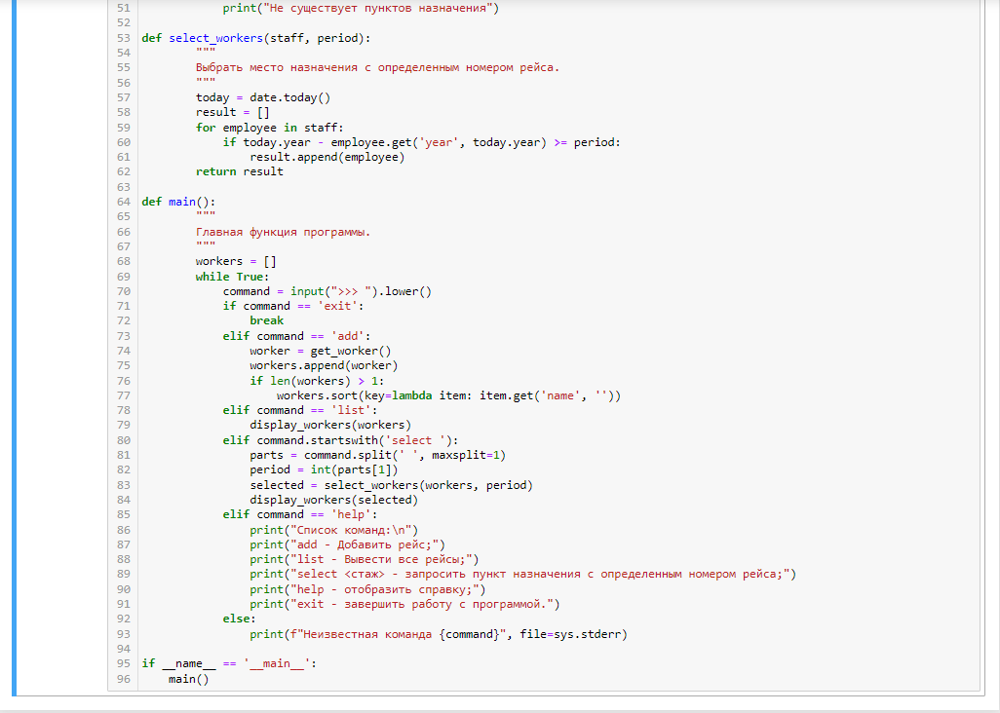 51 print("Не существует пунктов назначения")
52
53 def select_workers(staff, period):
54 """
55 Выбрать место назначения с определенным номером рейса.
56 """
57 today = date.today()
58 result = []
59 for employee in staff:
60 if today.year - employee.get('year', today.year) >= period:
61 result.append(employee)
62 return result
63
64 def main():
65 """
66 Главная функция программы.
67 """
68 workers = []
69 while True:
70 command = input(">>> ").lower()
71 if command == 'exit':
72 break
73 elif command == 'add':
74 worker = get_worker()
75 workers.append(worker)
76 if len(workers) > 1:
77 workers.sort(key=lambda item: item.get('name', ''))
78 elif command == 'list':
79 display_workers(workers)
80 elif command.startswith('select '):
81 parts = command.split(' ', maxsplit=1)
82 period = int(parts[1])
83 selected = select_workers(workers, period)
84 display_workers(selected)
85 elif command == 'help':
86 print("Список команд:\n")
87 print("add - Добавить рейс;")
88 print("list - Вывести все рейсы;")
89 print("select <стаж> - запросить пункт назначения с определенным номером рейса;")
90 print("help - отобразить справку;")
91 print("exit - завершить работу с программой.")
92 else:
93 print(f"Неизвестная команда {command}", file=sys.stderr)
94
95 if __name__ == '__main__':
96 main()